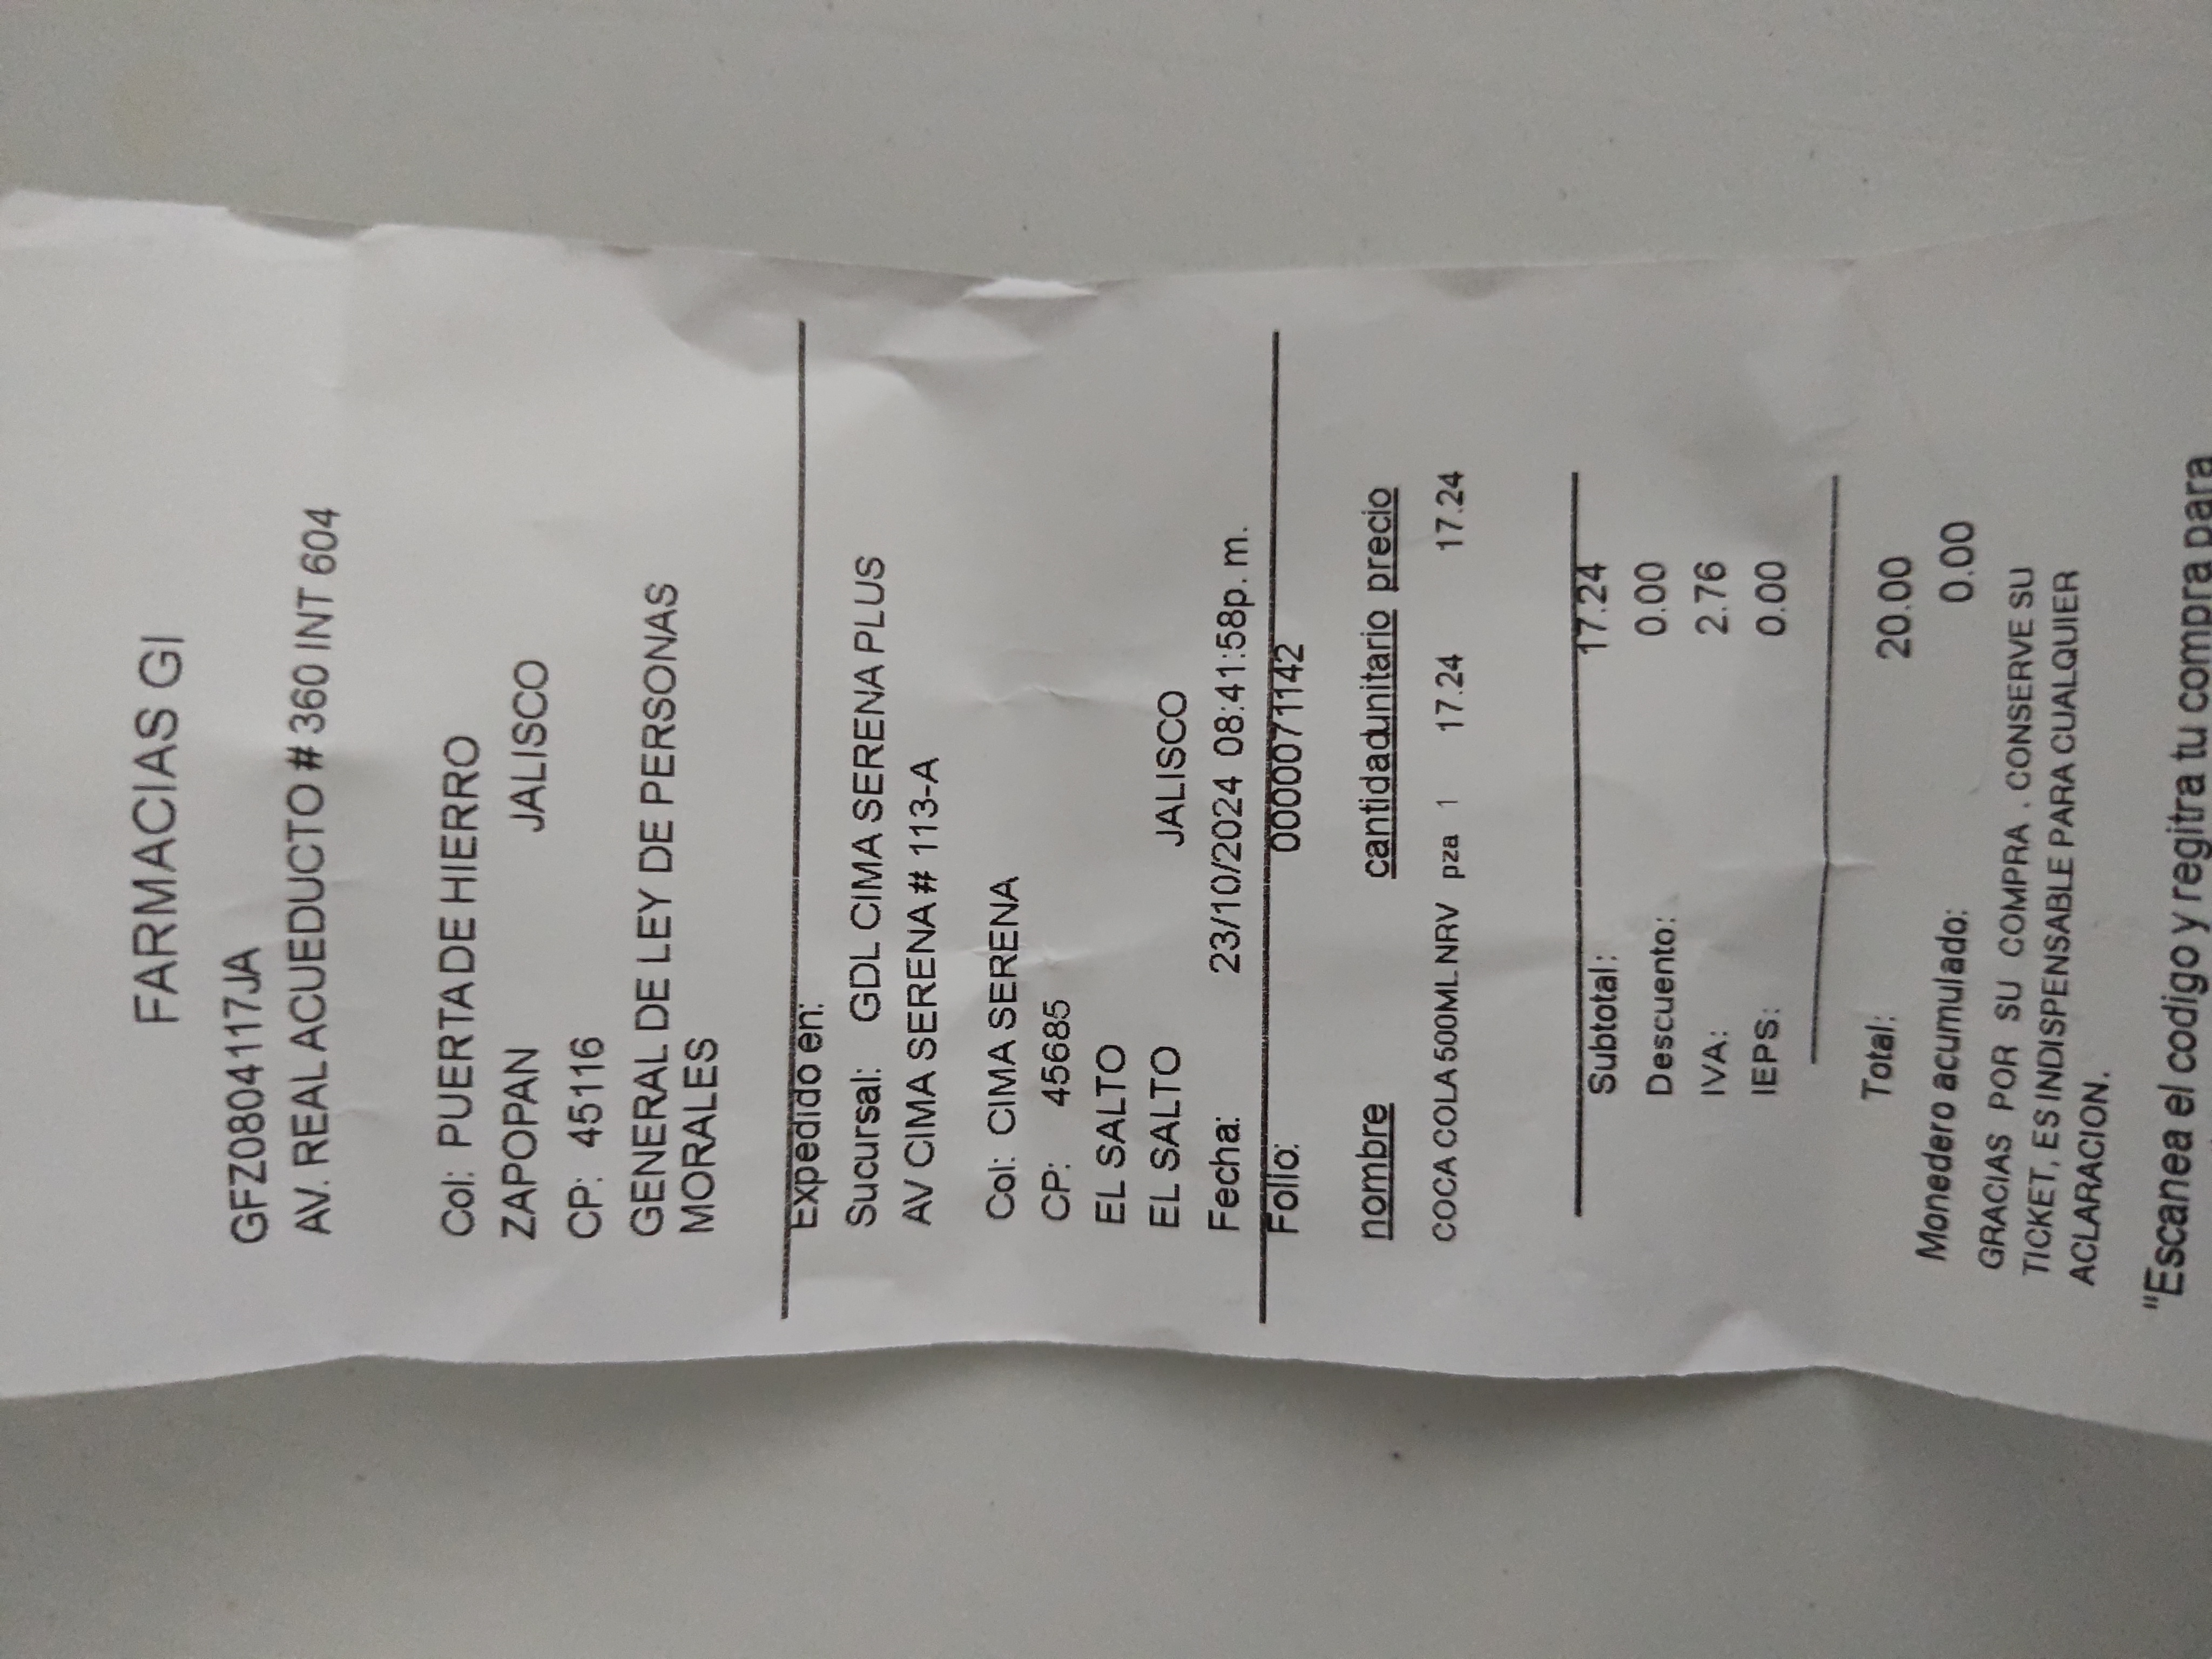 FARMACIAS GI
GFZ0804117JA
AV. REAL ACUEDUCTO # 360 INT 604
Col: PUERTA DE HIERRO
ZAPOPAN JALISCO
CP: 45116
GENERAL DE LEY DE PERSONAS
MORALES
Expedido en:
Sucursal: GDL CIMA SERENA PLUS
AV CIMA SERENA # 113-A
Col: CIMA SERENA
CP: 45685
EL SALTO
EL SALTO JALISCO
Fecha: 23/10/2024 08:41:58p. m.
Folio: 0000071142
nombre cantidadunitario precio
COCA COLA 500ML NRV pza 1 17.24 17.24
Subtotal: 17.24
Descuento: 0.00
IVA: 2.76
IEPS: 0.00
Total: 20.00
Monedero acumulado: 0.00
GRACIAS POR SU COMPRA . CONSERVE SU
TICKET, ES INDISPENSABLE PARA CUALQUIER
ACLARACION.
"Escanea el codigo y regitra tu compra para